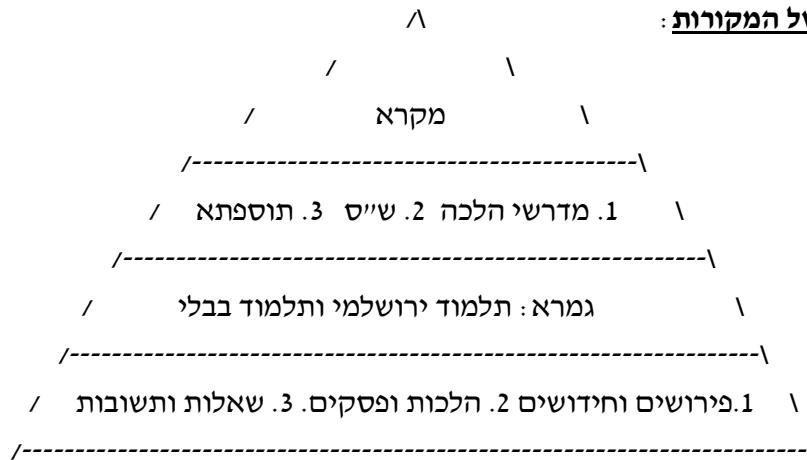 של המקורות:
/\
/ \
/ מקרא \
/------------------------------------------\
/ 1. מדרשי הלכה 2. ש״ס 3. תוספתא \
/-------------------------------------------------------\
/ גמרא: תלמוד ירושלמי ותלמוד בבלי \
/-----------------------------------------------------------------\
/ 1.פירושים וחידושים 2. הלכות ופסקים. 3. שאלות ותשובות \
/--------------------------------------------------------------------------